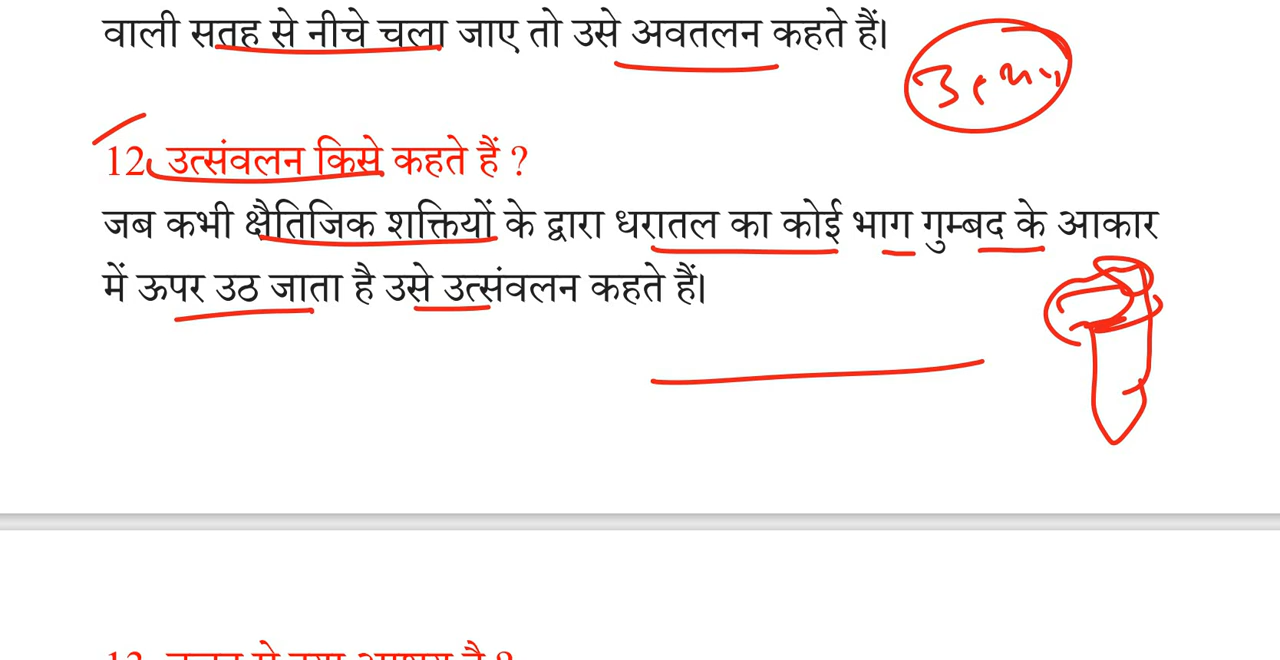 वाली सतह से नीचे चला जाए तो उसे अवतलन कहते हैं।
12. उत्संवलन किसे कहते हैं ?
जब कभी क्षैतिजिक शक्तियों के द्वारा धरातल का कोई भाग गुम्बद के आकार
में ऊपर उठ जाता है उसे उत्संवलन कहते हैं।